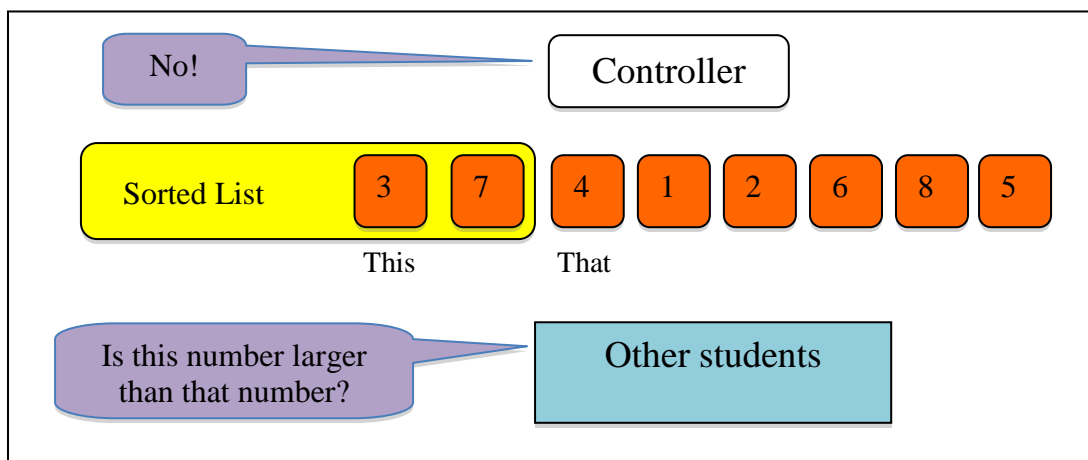 No!
Controller
Sorted List 3 7 4 1 2 6 8 5
This That
Is this number larger
than that number?
Other students